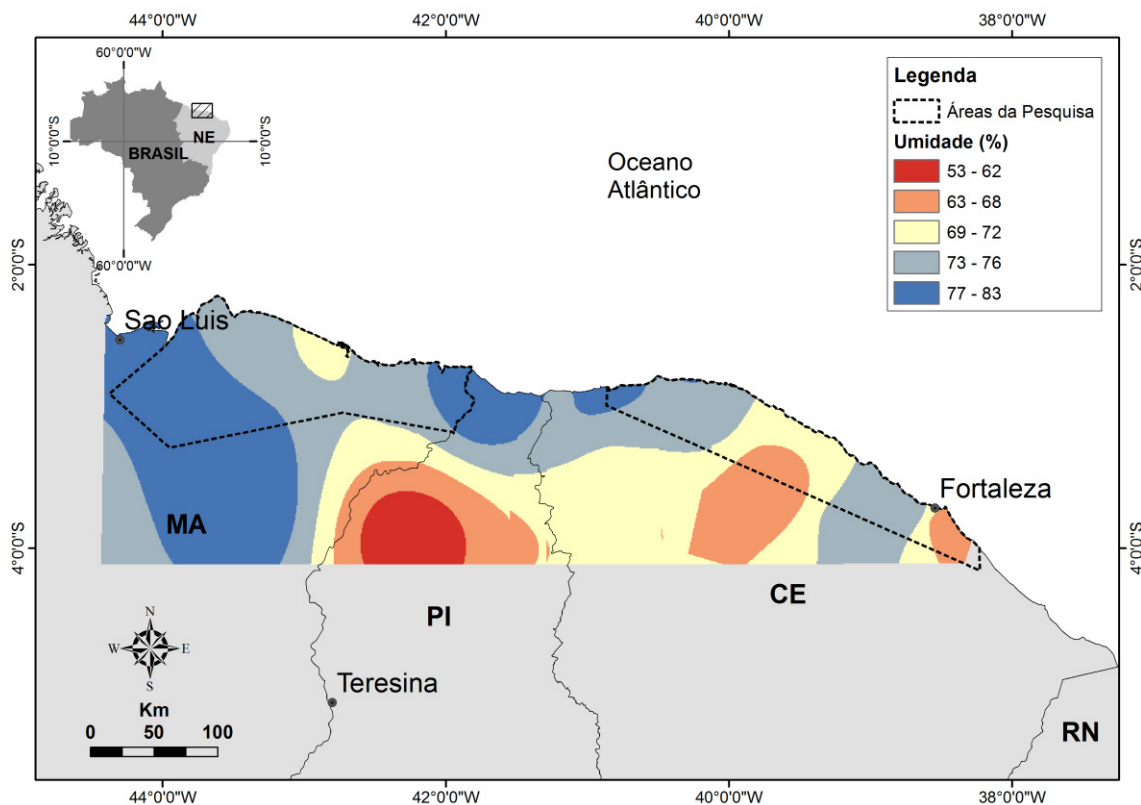 44°0'0"W
42°0'0"W
40°0'0"W
38°0'0"W
60°0'0"W
10°0'0"S
NE
BRASIL
10°0'0"S
60°0'0"W
Legenda
Áreas da Pesquisa
Umidade (%)
53 - 62
63 - 68
69 - 72
73 - 76
77 - 83
Oceano
Atlântico
2°0'0"S
2°0'0"S
Sao Luis
Fortaleza
MA
4°0'0"S
4°0'0"S
CE
PI
N
W E
S
Teresina
Km
0 50 100
RN
44°0'0"W
42°0'0"W
40°0'0"W
38°0'0"W